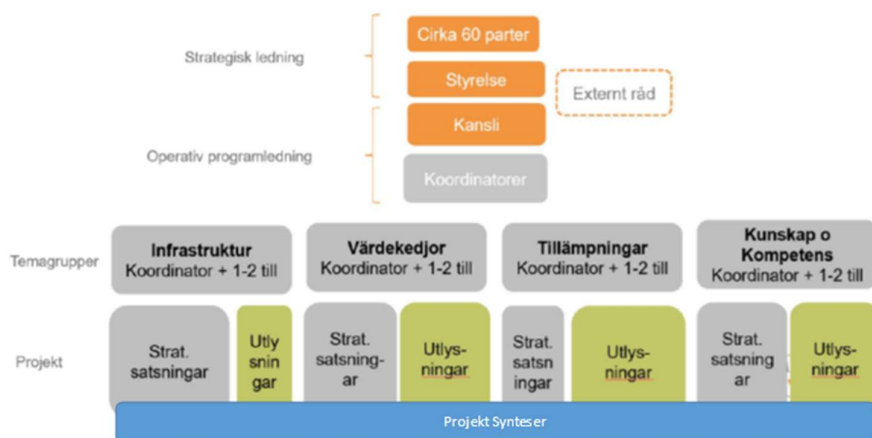 Strategisk ledning
Cirka 60 parter
Styrelse
Externt råd
Operativ programledning
Kansli
Koordinatorer
Temagrupper
Infrastruktur
Koordinator + 1-2 till
Värdekedjor
Koordinator + 1-2 till
Tillämpningar
Koordinator + 1-2 till
Kunskap o
Kompetens
Koordinator + 1-2 till
Projekt
Strat.
satsningar
Utly
snin
gar
Strat.
satsning-
ar
Utlys-
ningar
Strat.
satsn
ingar
Utlys-
ningar
Strat.
satsning
ar
Utlys-
ningar
Projekt Synteser